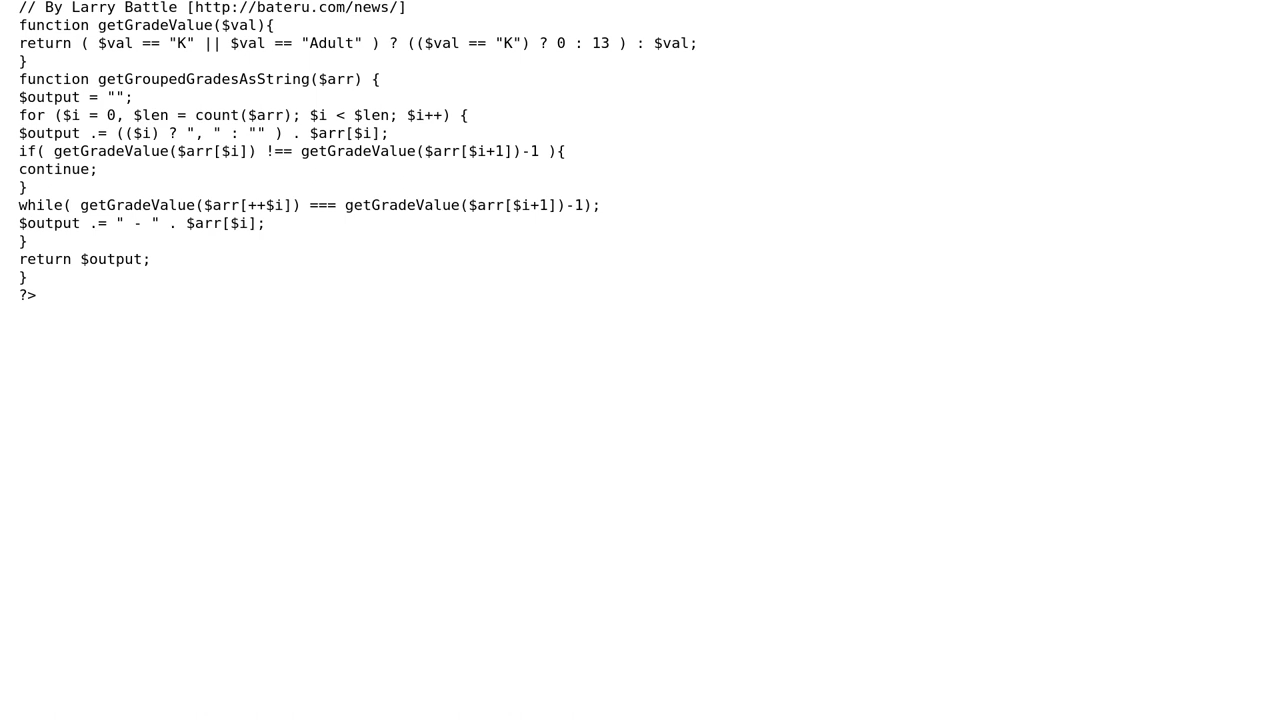 // By Larry Battle [http://bateru.com/news/]
function getGradeValue($val){
return ( $val == "K" || $val == "Adult" ) ? (($val == "K") ? 0 : 13 ) : $val;
}
function getGroupedGradesAsString($arr) {
$output = "";
for ($i = 0, $len = count($arr); $i < $len; $i++) {
$output .= (($i) ? ", " : "" ) . $arr[$i];
if( getGradeValue($arr[$i]) !== getGradeValue($arr[$i+1])-1 ){
continue;
}
while( getGradeValue($arr[++$i]) === getGradeValue($arr[$i+1])-1);
$output .= " - " . $arr[$i];
}
return $output;
}
?>